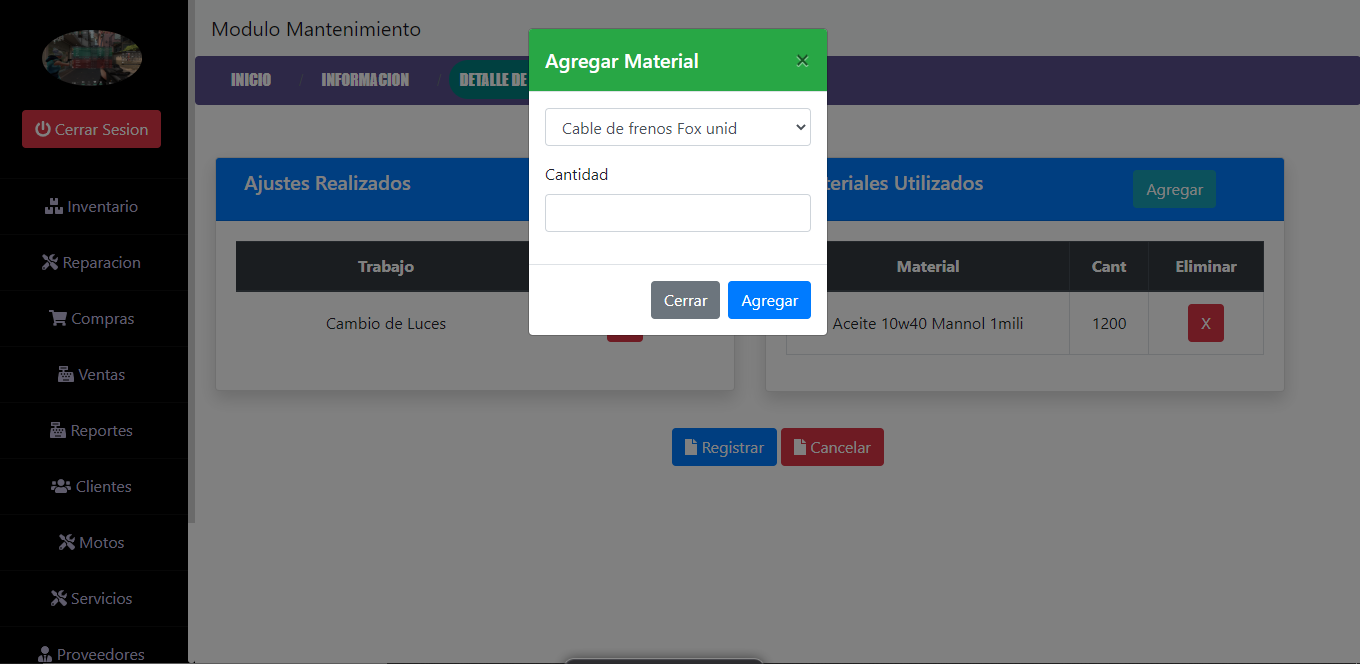 Modulo Mantenimiento
INICIO / INFORMACION / DETALLE DE
Cerrar Sesion
Inventario
Reparacion
Compras
Ventas
Reportes
Clientes
Motos
Servicios
Proveedores
Agregar Material ×
Cable de frenos Fox unid
Cantidad
Cerrar
Agregar
Ajustes Realizados
Trabajo
Cambio de Luces
teriales Utilizados
Agregar
Material Cant Eliminar
Aceite 10w40 Mannol 1mili 1200 X
Registrar
Cancelar